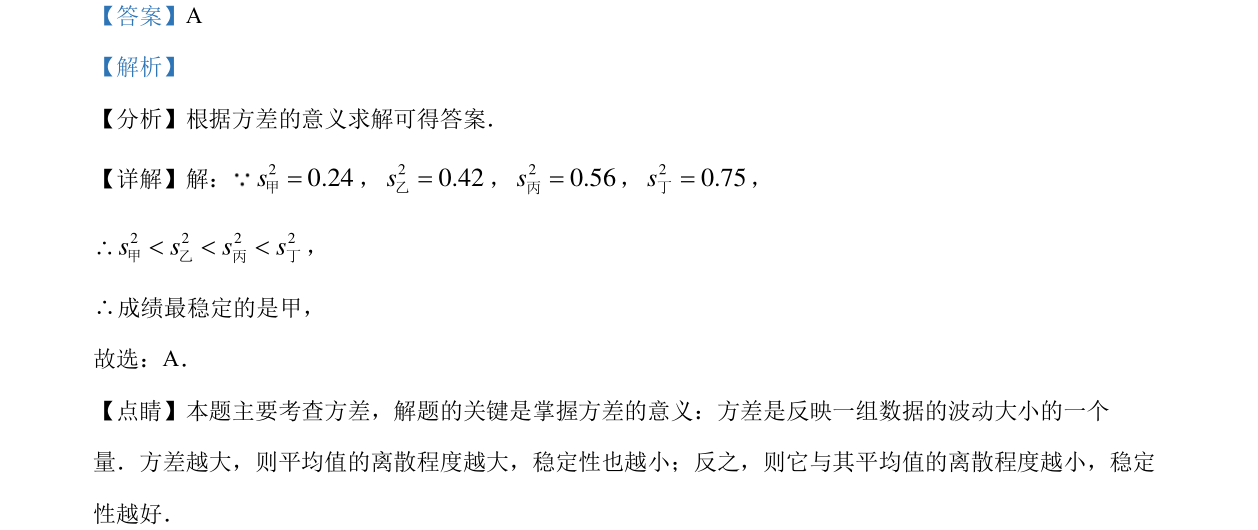 【答案】A
【解析】
【分析】根据方差的意义求解可得答案．
【详解】解：∵ s²甲 = 0.24，s²乙 = 0.42，s²丙 = 0.56，s²丁 = 0.75，
∴ s²甲 < s²乙 < s²丙 < s²丁，
∴成绩最稳定的是甲，
故选：A．
【点睛】本题主要考查方差，解题的关键是掌握方差的意义：方差是反映一组数据的波动大小的一个
量．方差越大，则平均值的离散程度越大，稳定性也越小；反之，则它与其平均值的离散程度越小，稳定
性越好．